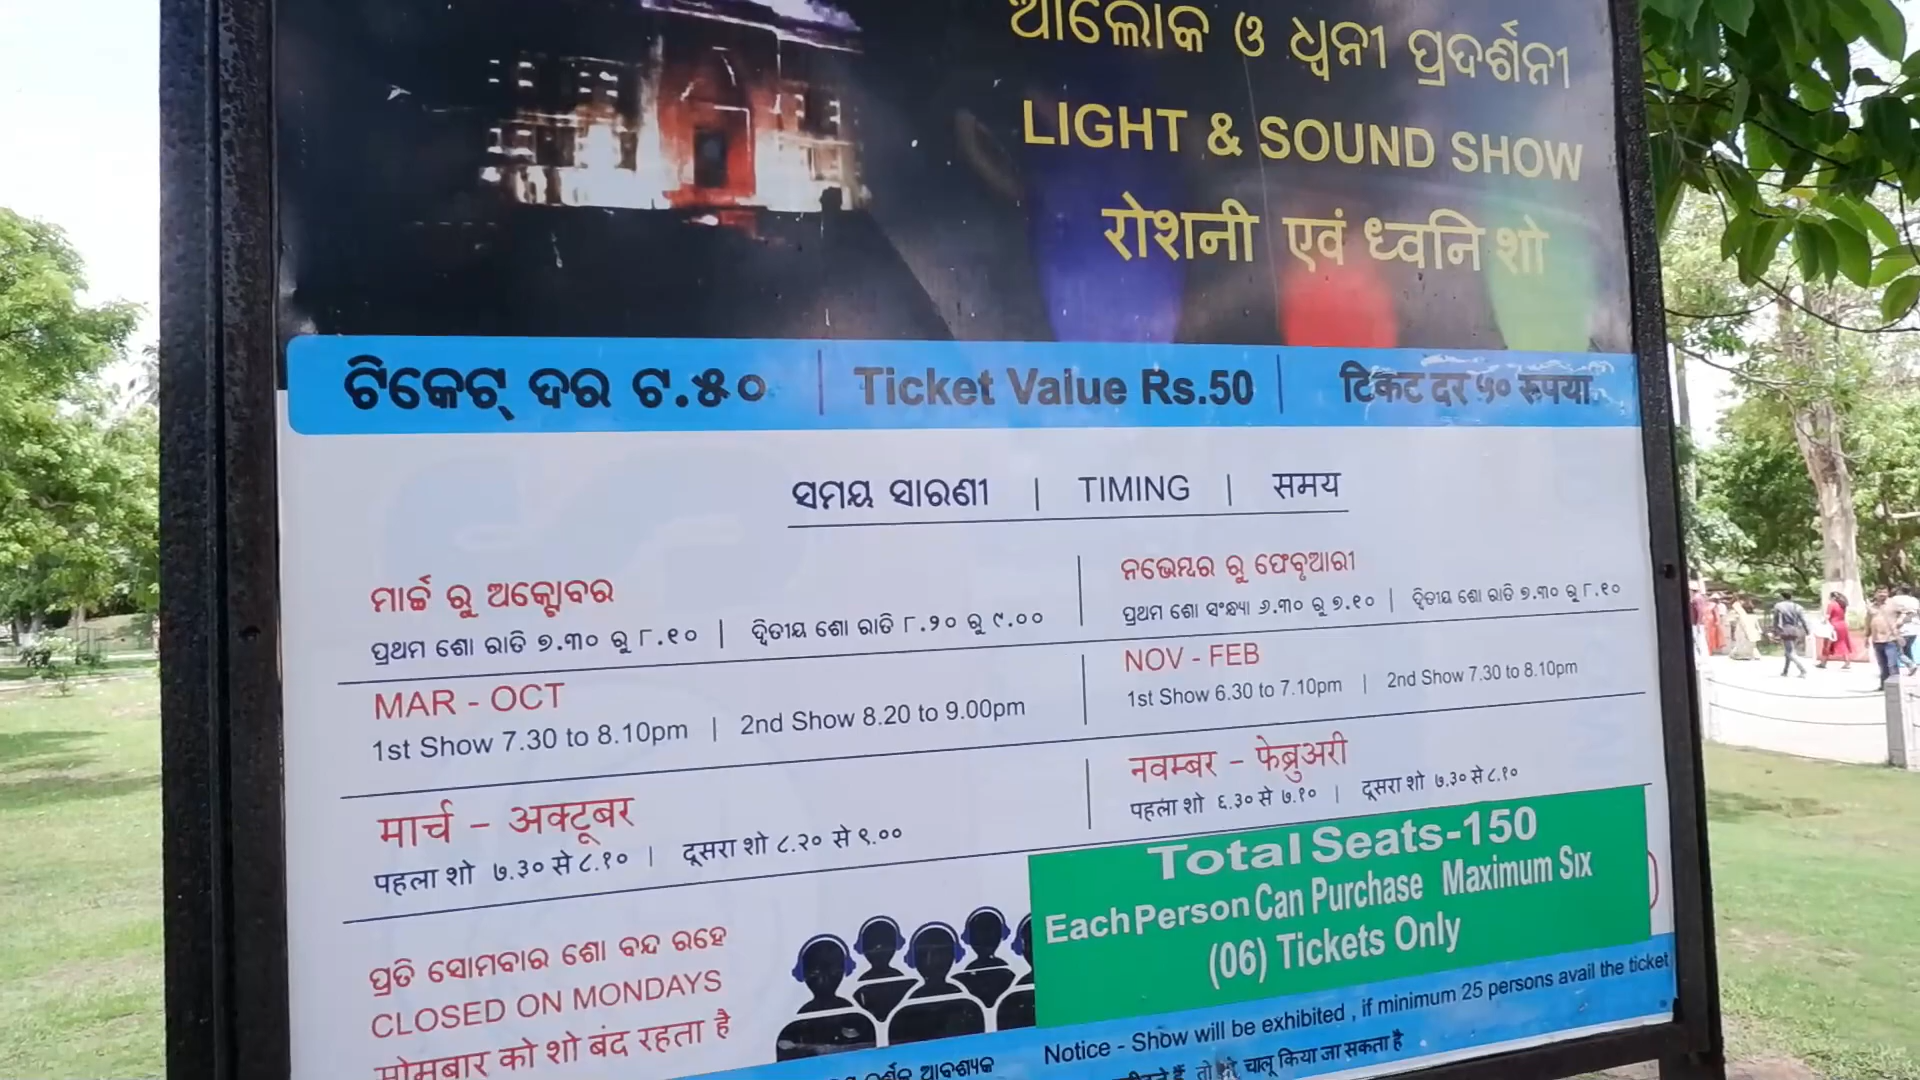 ଆଲୋକ ଓ ଧ୍ୱନୀ ପ୍ରଦର୍ଶନୀ
LIGHT & SOUND SHOW
रोशनी एवं ध्वनि शो
ଟିକେଟ୍ ଦର ଟ.୫୦ | Ticket Value Rs.50 | टिकट दर ५० रुपया
ସମୟ ସାରଣୀ | TIMING | समय
ମାର୍ଚ୍ଚ ରୁ ଅକ୍ଟୋବର
ପ୍ରଥମ ଶୋ ରାତି ୭.୩୦ ରୁ ୮.୧୦ | ଦ୍ୱିତୀୟ ଶୋ ରାତି ୮.୨୦ ରୁ ୯.୦୦
ନଭେମ୍ବର ରୁ ଫେବୃଆରୀ
ପ୍ରଥମ ଶୋ ସଂନ୍ଧ୍ୟା ୬.୩୦ ରୁ ୭.୧୦ | ଦ୍ୱିତୀୟ ଶୋ ରାତି ୭.୩୦ ରୁ ୮.୧୦
MAR - OCT
1st Show 7.30 to 8.10pm | 2nd Show 8.20 to 9.00pm
NOV - FEB
1st Show 6.30 to 7.10pm | 2nd Show 7.30 to 8.10pm
मार्च – अक्टूबर
पहला शो ७.३० से ८.१० | दूसरा शो ८.२० से ९.००
नवम्बर – फेब्रुअरी
पहला शो ६.३० से ७.१० | दूसरा शो ७.३० से ८.१०
Total Seats-150
Each Person Can Purchase Maximum Six
(06) Tickets Only
ପ୍ରତି ସୋମବାର ଶୋ ବନ୍ଦ ରହେ
CLOSED ON MONDAYS
सोमबार को शो बंद रहता है
Notice - Show will be exhibited , if minimum 25 persons avail the ticket
ଦର୍ଶକ ଆବଶ୍ୟକ
चालू किया जा सकता है